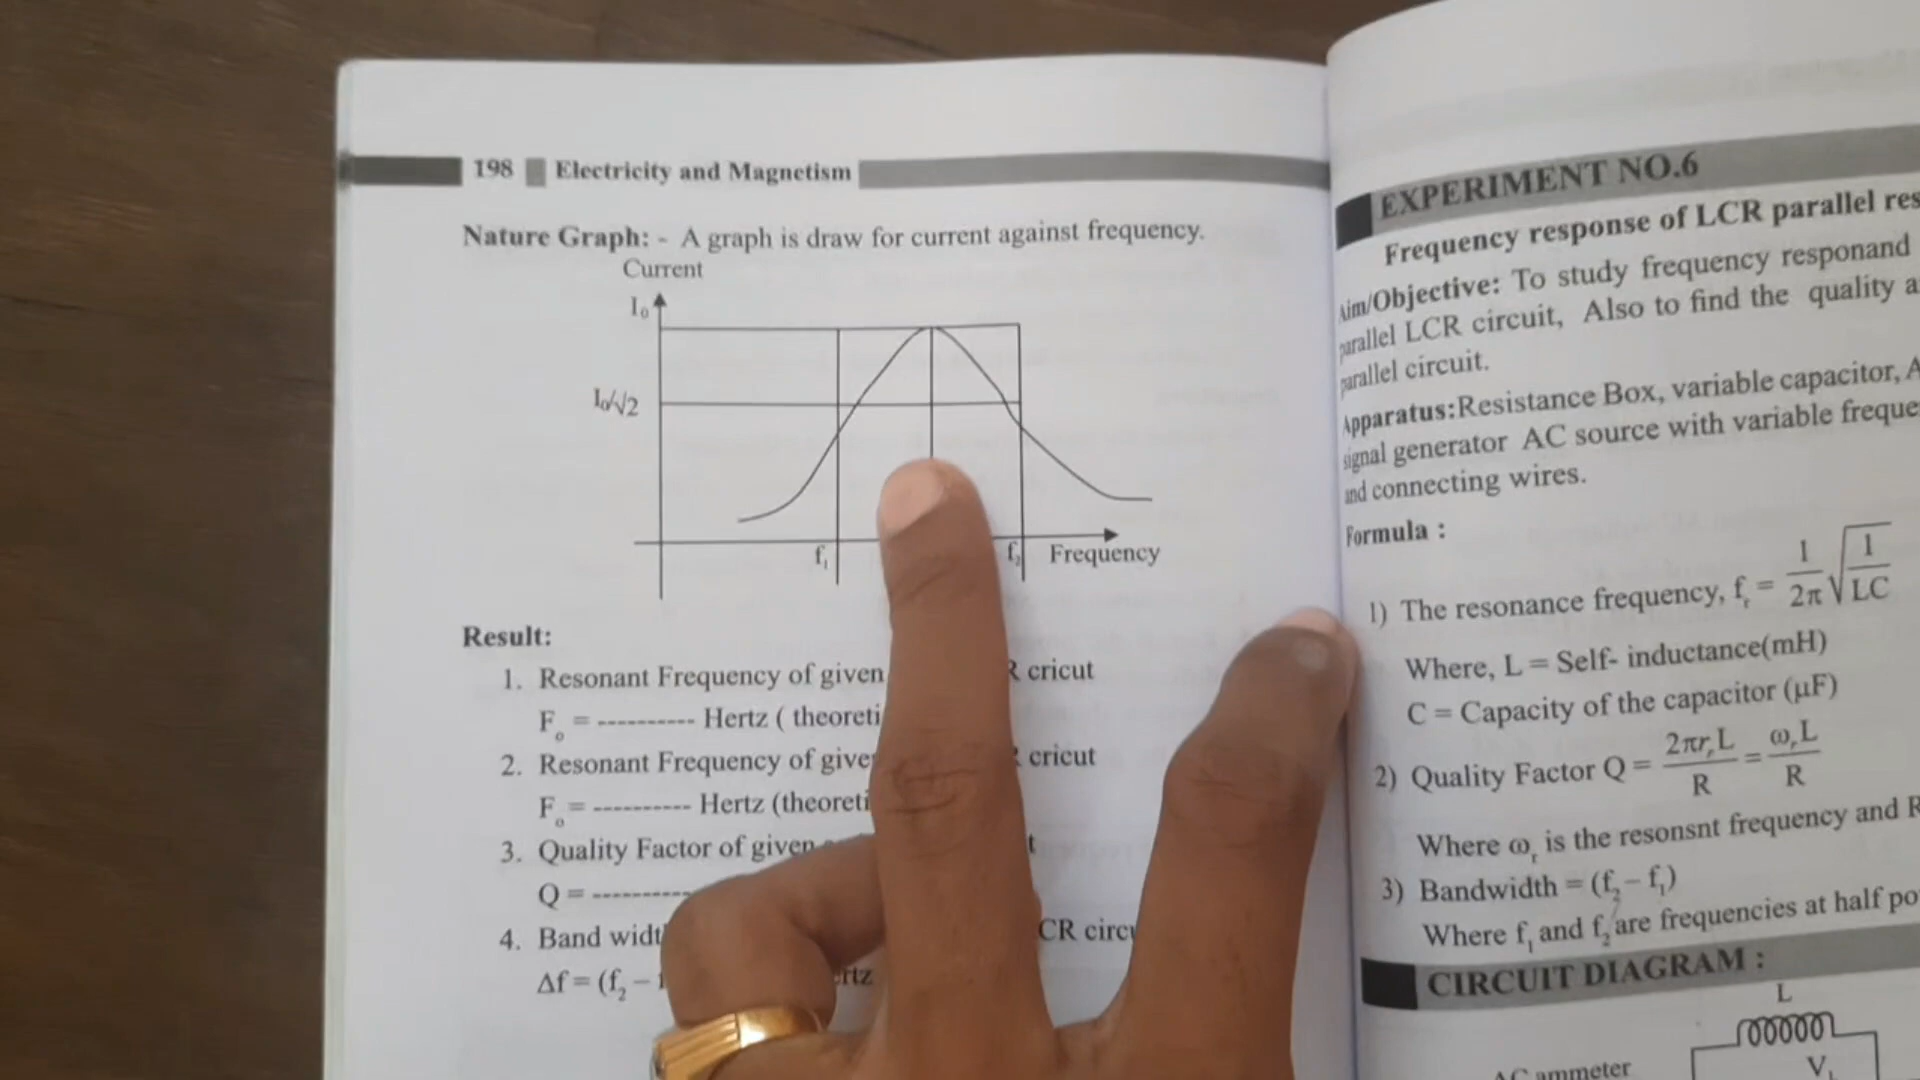 198 Electricity and Magnetism
Nature Graph: - A graph is draw for current against frequency.
Current
I₀
I₀/√2
f₁
f₂
Frequency
Result:
1. Resonant Frequency of given R cricut
F₀ = ---------- Hertz ( theoreti
2. Resonant Frequency of give cricut
F₀ = ---------- Hertz (theoreti
3. Quality Factor of given
Q = ----------
4. Band widt CR circu
Δf = (f₂ – rtz
EXPERIMENT NO.6
Frequency response of LCR parallel res
Aim/Objective: To study frequency responand
parallel LCR circuit, Also to find the quality a
parallel circuit.
Apparatus:Resistance Box, variable capacitor, A
signal generator AC source with variable freque
and connecting wires.
Formula :
1) The resonance frequency, fᵣ = 1/2π √1/LC
Where, L = Self- inductance(mH)
C = Capacity of the capacitor (μF)
2) Quality Factor Q = 2πrᵣL/R = ωᵣL/R
Where ωᵣ is the resonsnt frequency and R
3) Bandwidth = (f₂ – f₁)
Where f₁ and f₂ are frequencies at half po
CIRCUIT DIAGRAM :
L
AC ammeter
V